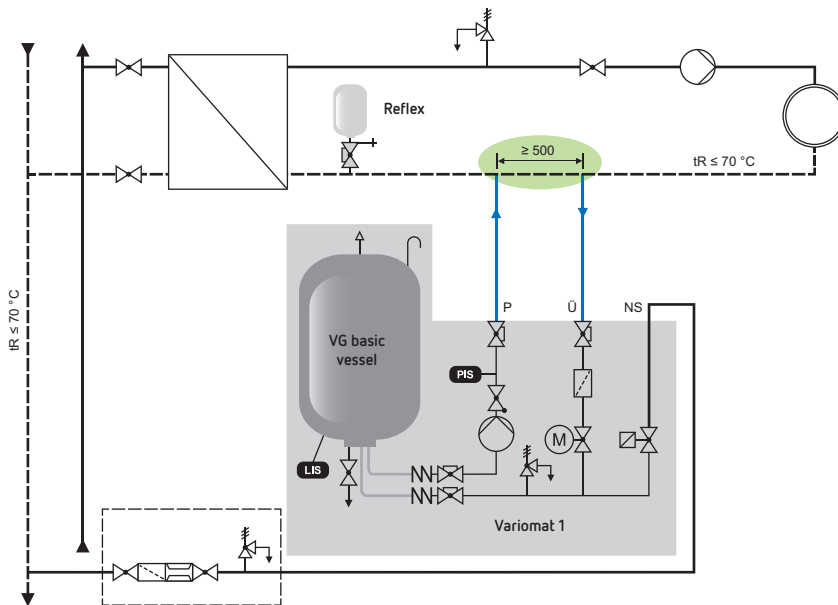 Reflex
≥ 500
tR ≤ 70 °C
tR ≤ 70 °C
P
Ü
NS
VG basic
vessel
PIS
M
LIS
Variomat 1